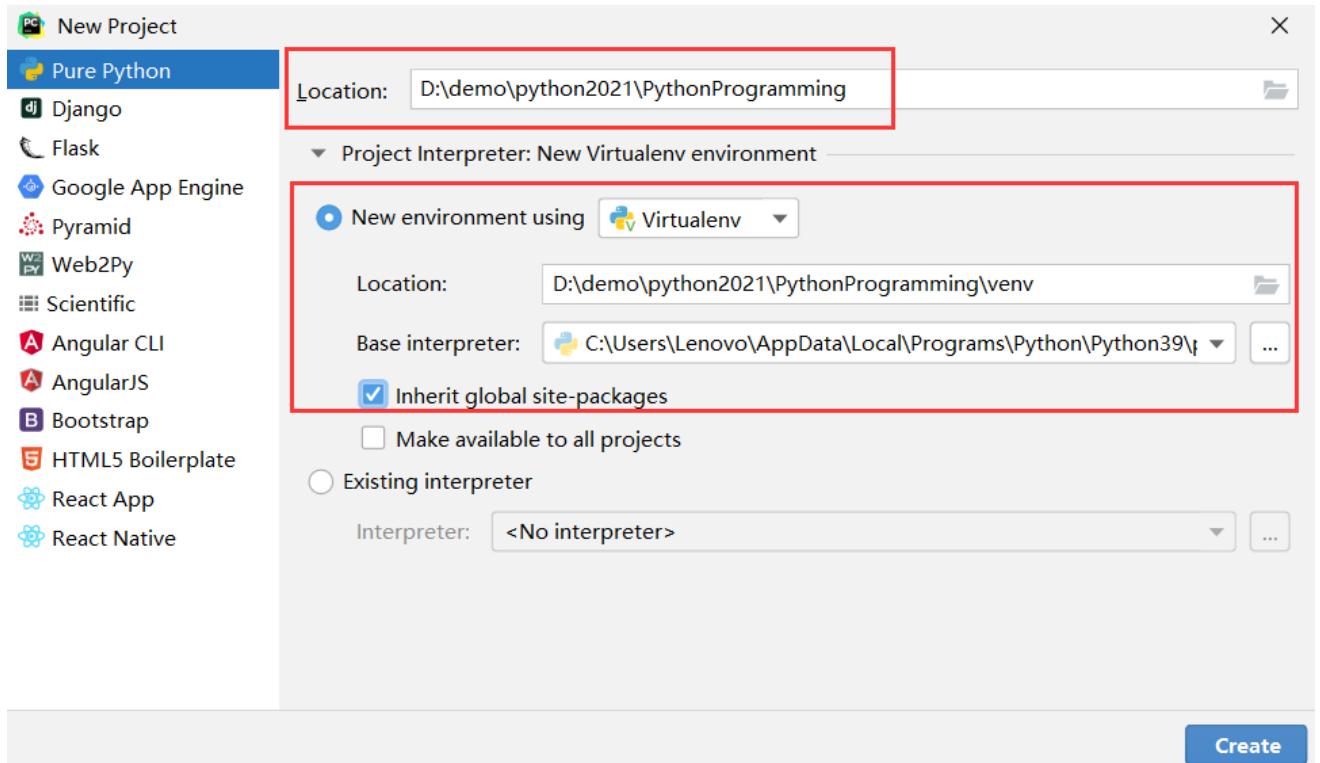 New Project
Pure Python
Django
Flask
Google App Engine
Pyramid
Web2Py
Scientific
Angular CLI
AngularJS
Bootstrap
HTML5 Boilerplate
React App
React Native
Location: D:\demo\python2021\PythonProgramming
Project Interpreter: New Virtualenv environment
New environment using Virtualenv
Location: D:\demo\python2021\PythonProgramming\venv
Base interpreter: C:\Users\Lenovo\AppData\Local\Programs\Python\Python39\ ...
Inherit global site-packages
Make available to all projects
Existing interpreter
Interpreter: <No interpreter> ...
Create